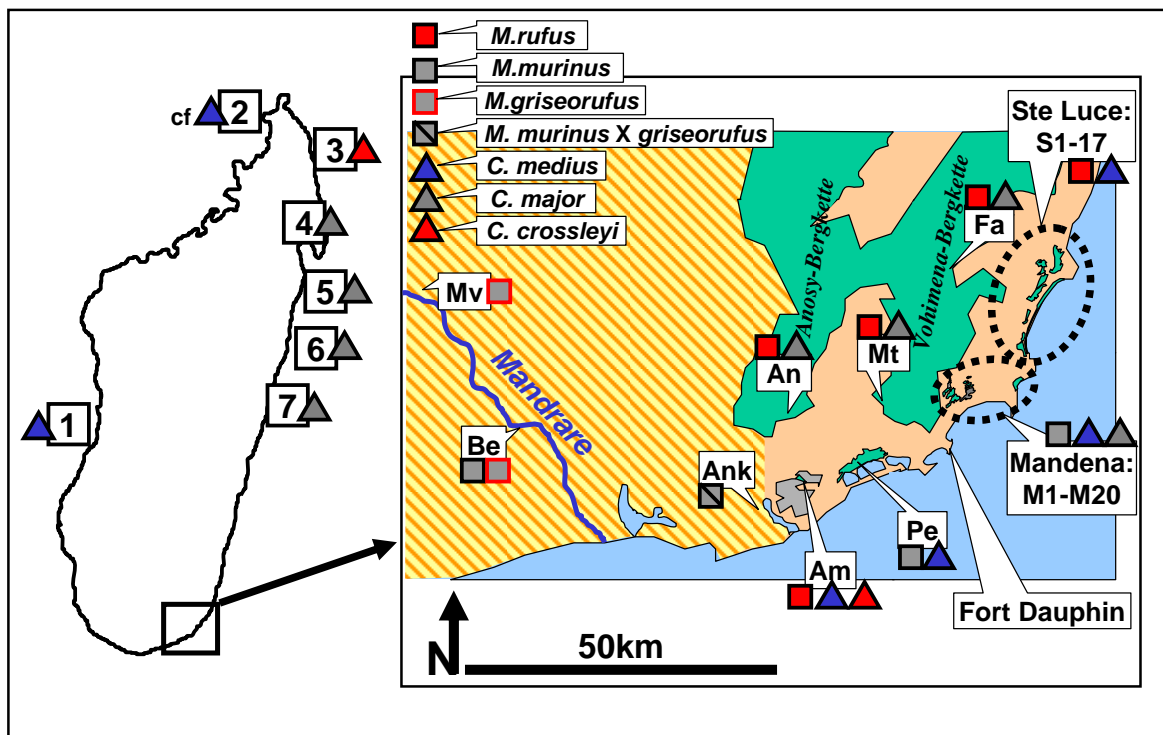 M.rufus
M.murinus
M.griseorufus
M. murinus X griseorufus
C. medius
C. major
C. crossleyi
cf
2
3
4
5
6
7
1
Ste Luce:
S1-17
Fa
Anosy-Bergkette
Vohimena-Bergkette
Mv
Mandrare
An
Mt
Be
Ank
Mandena:
M1-M20
Pe
Am
Fort Dauphin
N
50km